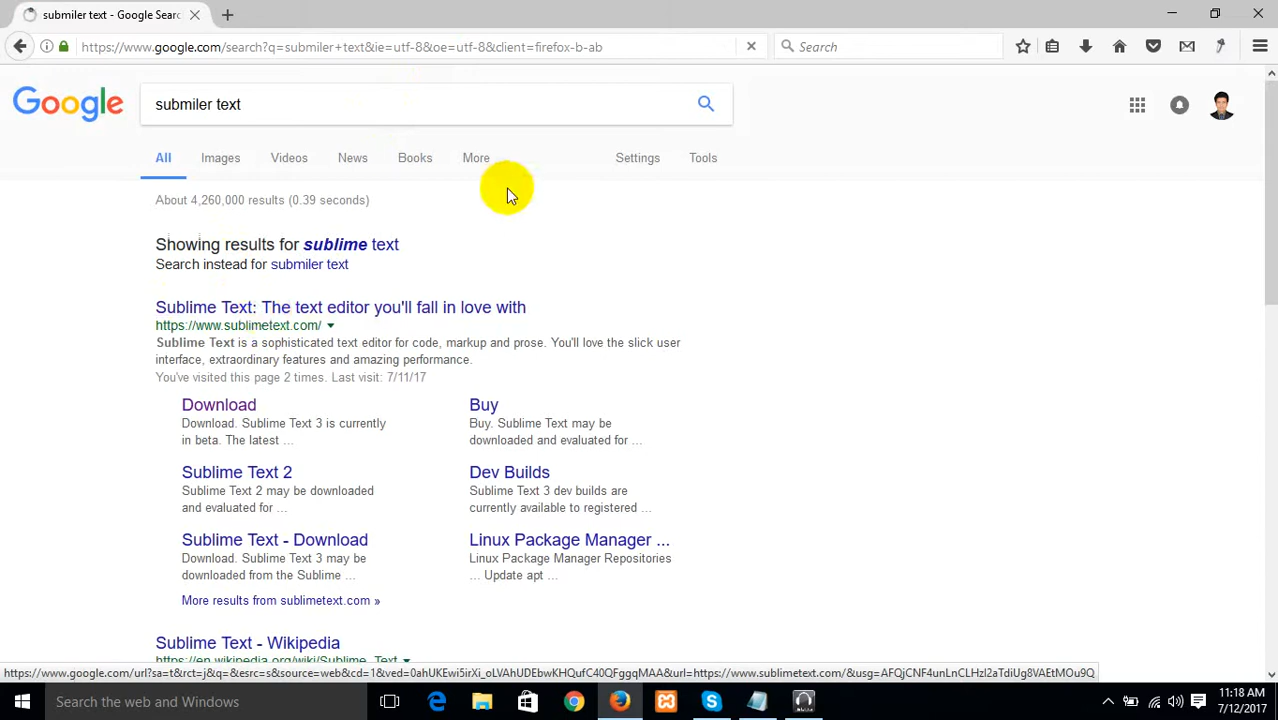 submiler text - Google Sear
https://www.google.com/search?q=submiler+text&ie=utf-8&oe=utf-8&client=firefox-b-ab
Search
Google
submiler text
All
Images
Videos
News
Books
More
Settings
Tools
About 4,260,000 results (0.39 seconds)
Showing results for sublime text
Search instead for submiler text
Sublime Text: The text editor you'll fall in love with
https://www.sublimetext.com/
Sublime Text is a sophisticated text editor for code, markup and prose. You'll love the slick user
interface, extraordinary features and amazing performance.
You've visited this page 2 times. Last visit: 7/11/17
Download
Download. Sublime Text 3 is currently
in beta. The latest ...
Buy
Buy. Sublime Text may be
downloaded and evaluated for ...
Sublime Text 2
Sublime Text 2 may be downloaded
and evaluated for ...
Dev Builds
Sublime Text 3 dev builds are
currently available to registered ...
Sublime Text - Download
Download. Sublime Text 3 may be
downloaded from the Sublime ...
Linux Package Manager ...
Linux Package Manager Repositories
... Update apt ...
More results from sublimetext.com »
Sublime Text - Wikipedia
https://en.wikipedia.org/wiki/Sublime_Text
https://www.google.com/url?sa=t&rct=j&q=&esrc=s&source=web&cd=1&ved=0ahUKEwi5irXi_oLVAhUDEbwKHQufC40QFggqMAA&url=https://www.sublimetext.com/&usg=AFQjCNF4unLnCLHzI2aTdiUg8VAEtMOu9Q
Search the web and Windows
11:18 AM
7/12/2017